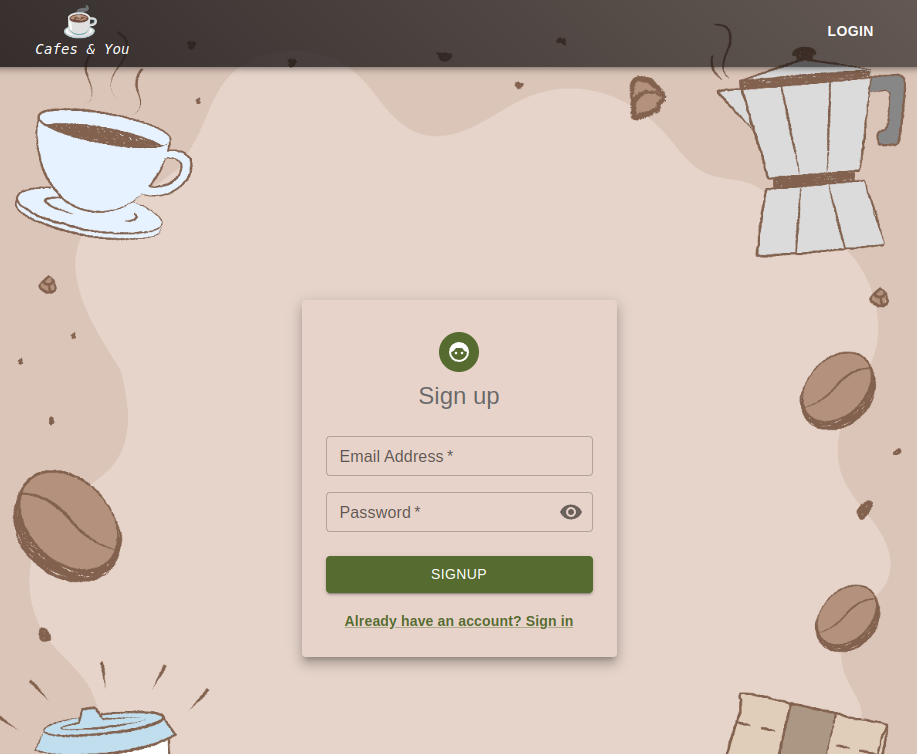 Cafes & You
LOGIN
Sign up
Email Address *
Password *
SIGNUP
Already have an account? Sign in